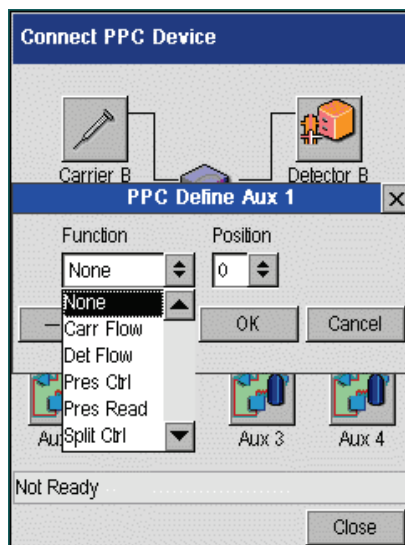 Connect PPC Device
Carrier B
Detector B
PPC Define Aux 1
Function
Position
None
0
None
Carr Flow
Det Flow
Pres Ctrl
Pres Read
Split Ctrl
OK
Cancel
Aux 3
Aux 4
Not Ready
Close